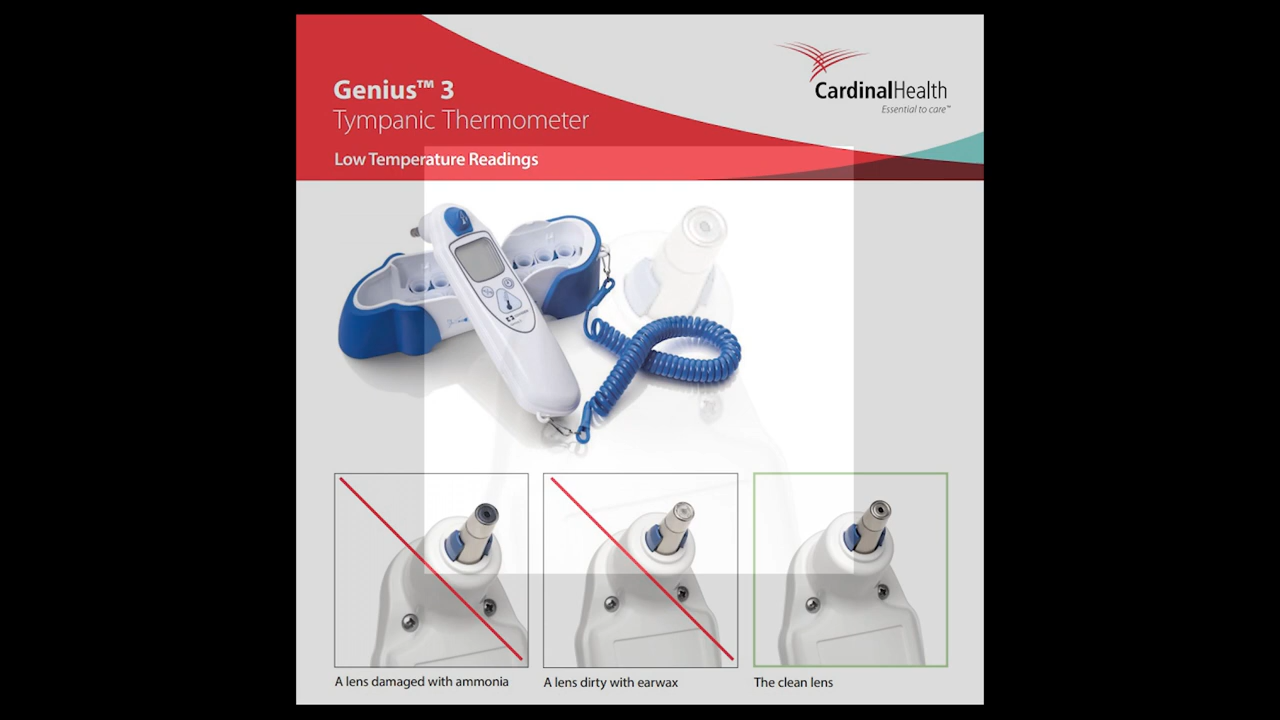 Genius™ 3
Tympanic Thermometer
Low Temperature Readings
CardinalHealth
Essential to care™
A lens damaged with ammonia
A lens dirty with earwax
The clean lens